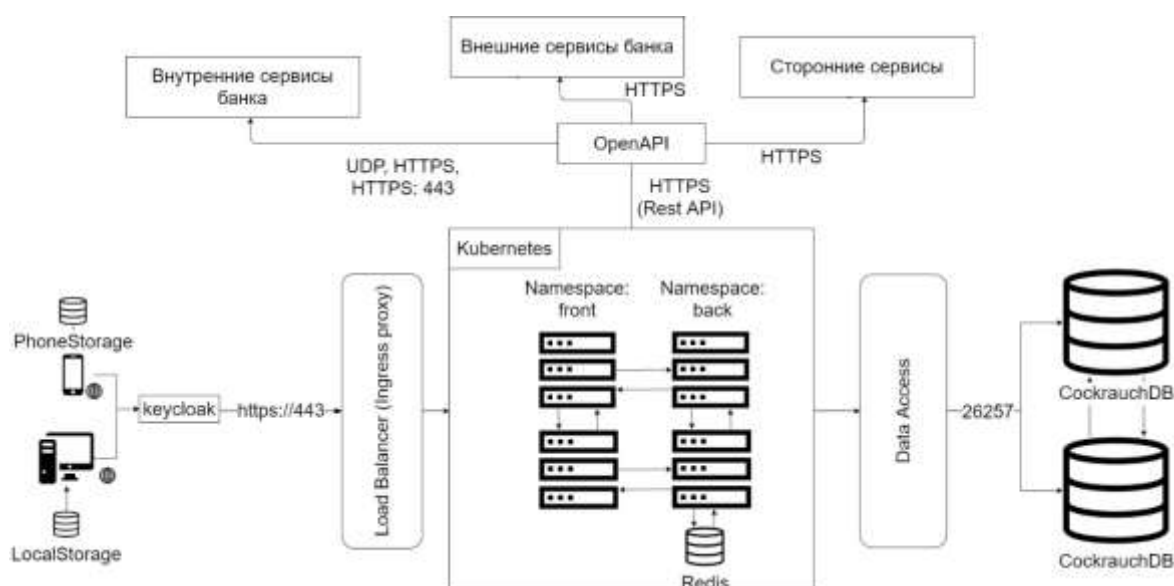 Внешние сервисы банка
Внутренние сервисы
банка
Сторонние сервисы
HTTPS
OpenAPI
HTTPS
UDP, HTTPS,
HTTPS: 443
HTTPS
(Rest API)
Kubernetes
Namespace:
front
Namespace:
back
PhoneStorage
keycloak
https://443
Load Balancer (Ingress proxy)
Data Access
26257
CockrauchDB
LocalStorage
Redis
CockrauchDB